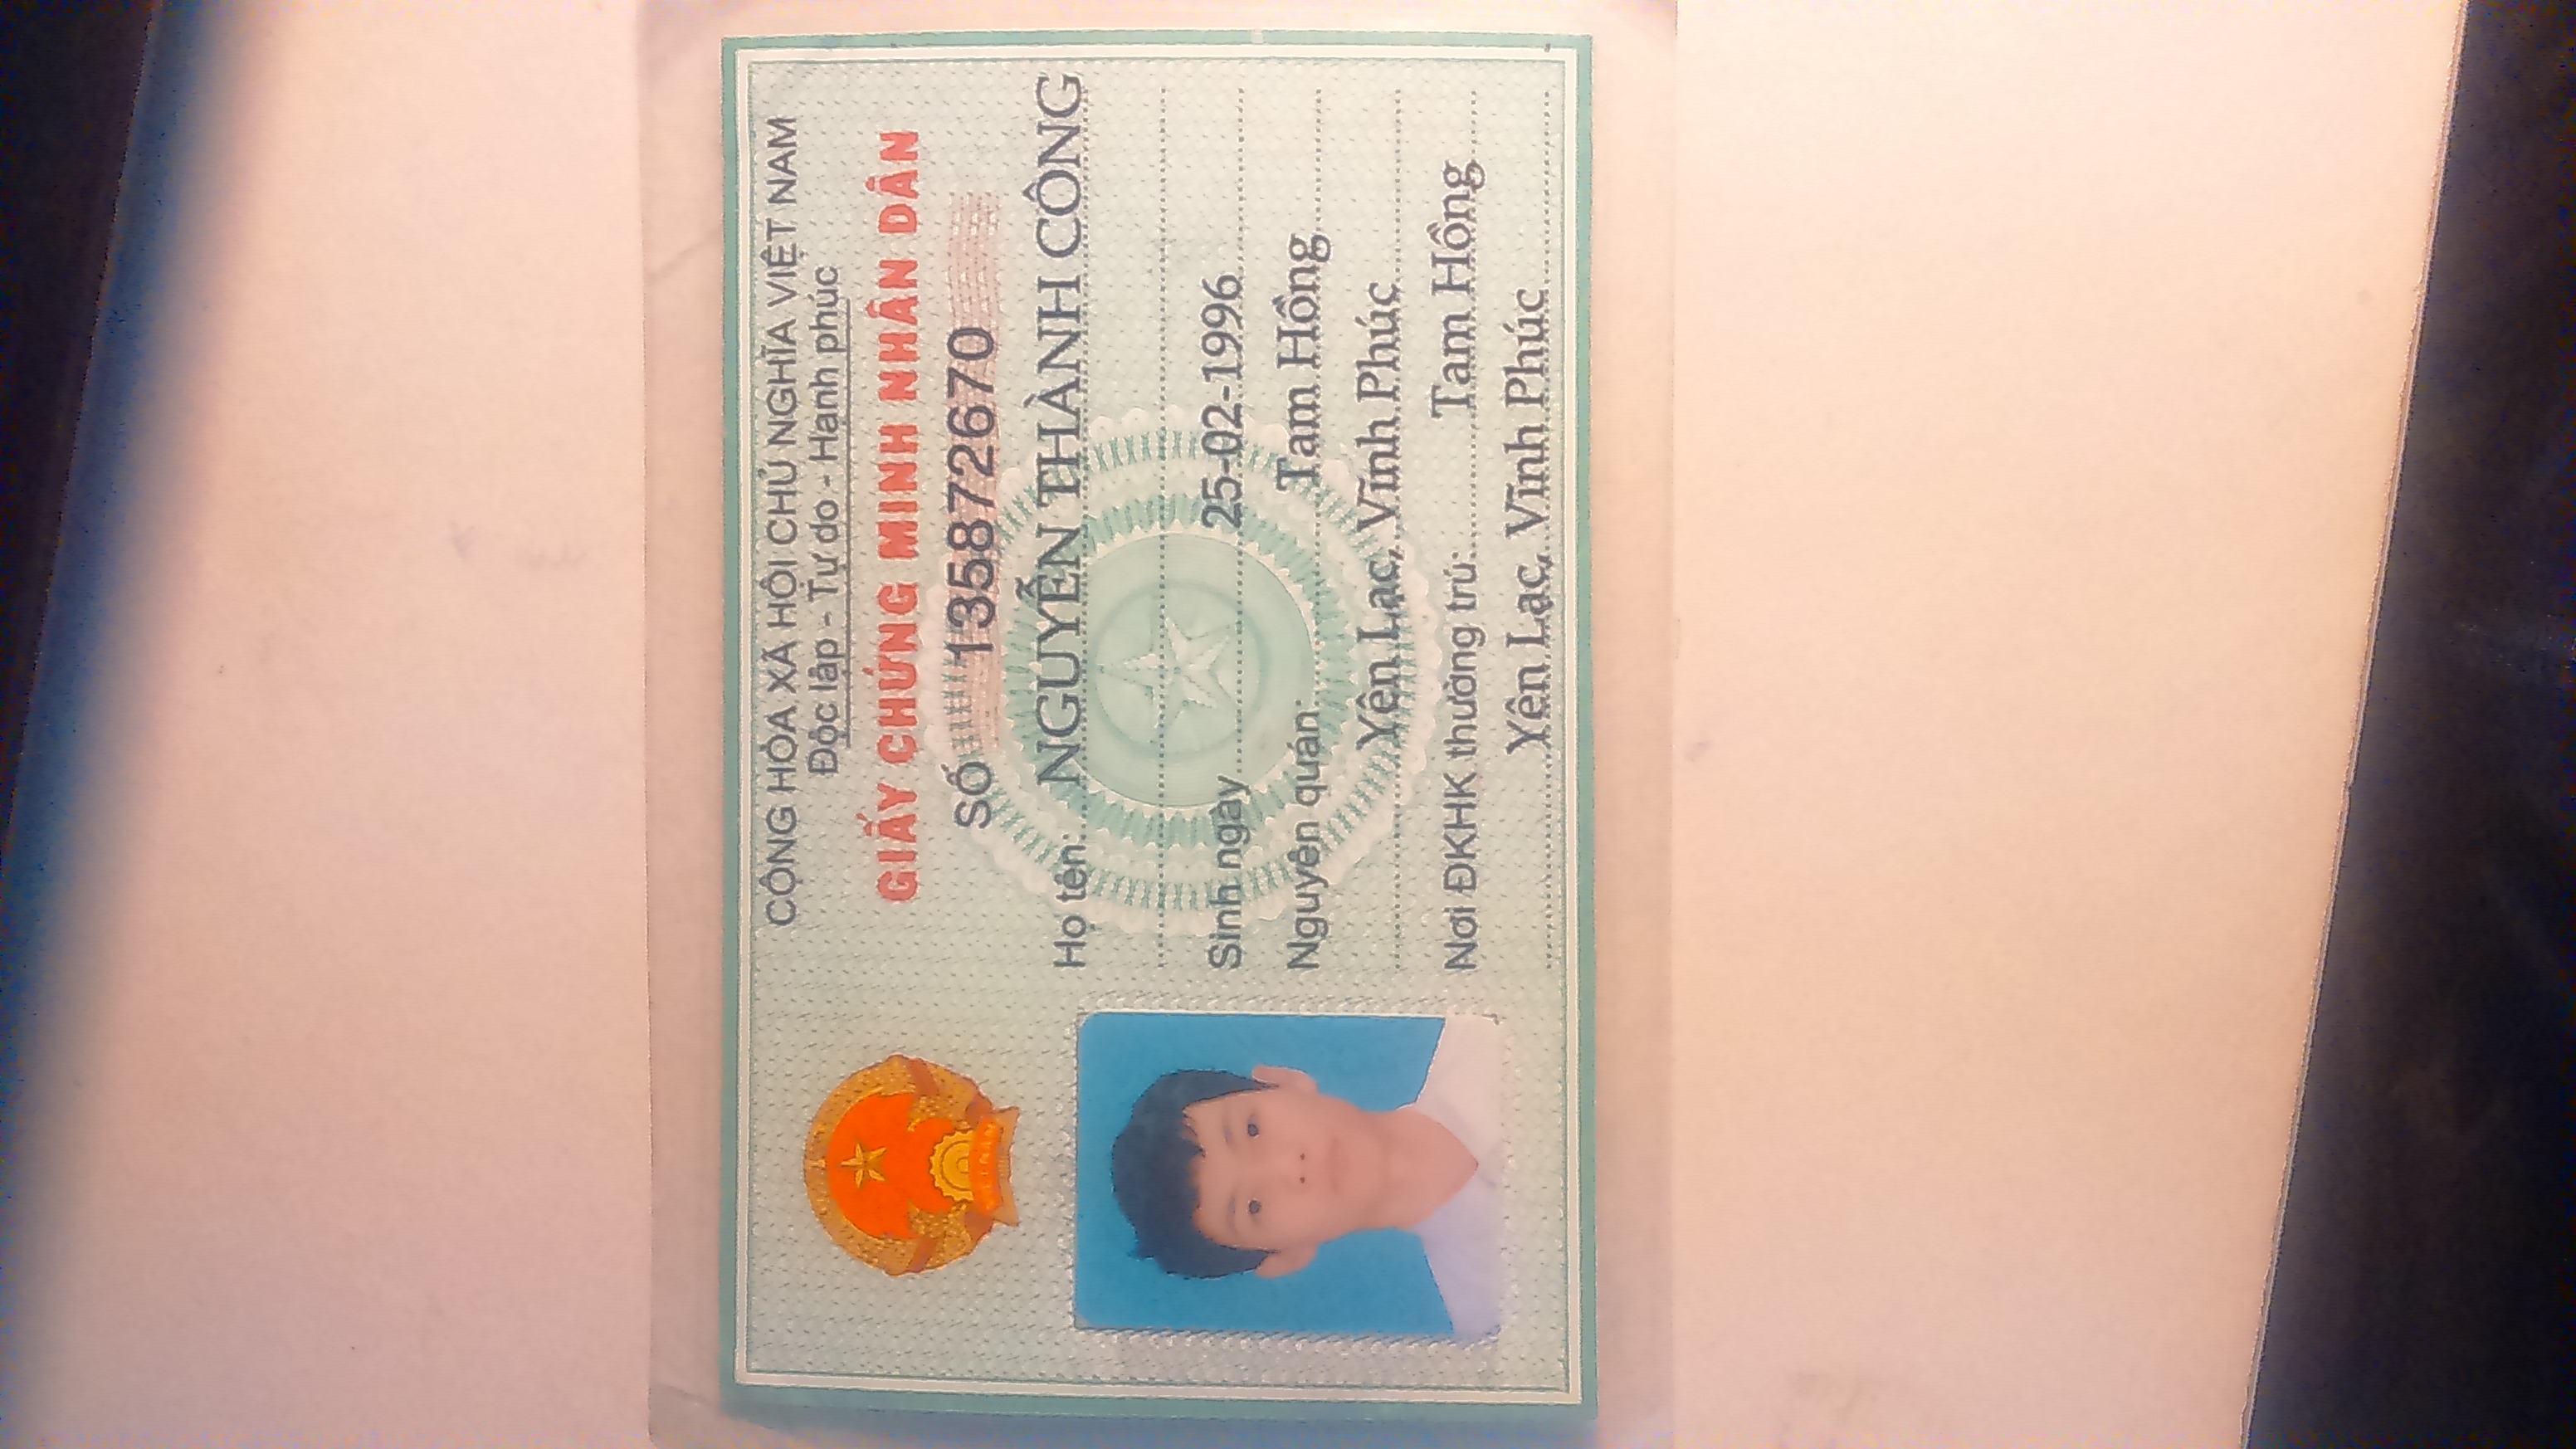 CỘNG HÒA XÃ HỘI CHỦ NGHĨA VIỆT NAM
Độc lập - Tự do - Hạnh phúc
GIẤY CHỨNG MINH NHÂN DÂN
SỐ 135872670
Họ tên: NGUYỄN THÀNH CÔNG
Sinh ngày 25-02-1996
Nguyên quán: Tam Hồng
Yên Lạc, Vĩnh Phúc
Nơi ĐKHK thường trú: Tam Hồng
Yên Lạc, Vĩnh Phúc
VIETNAM